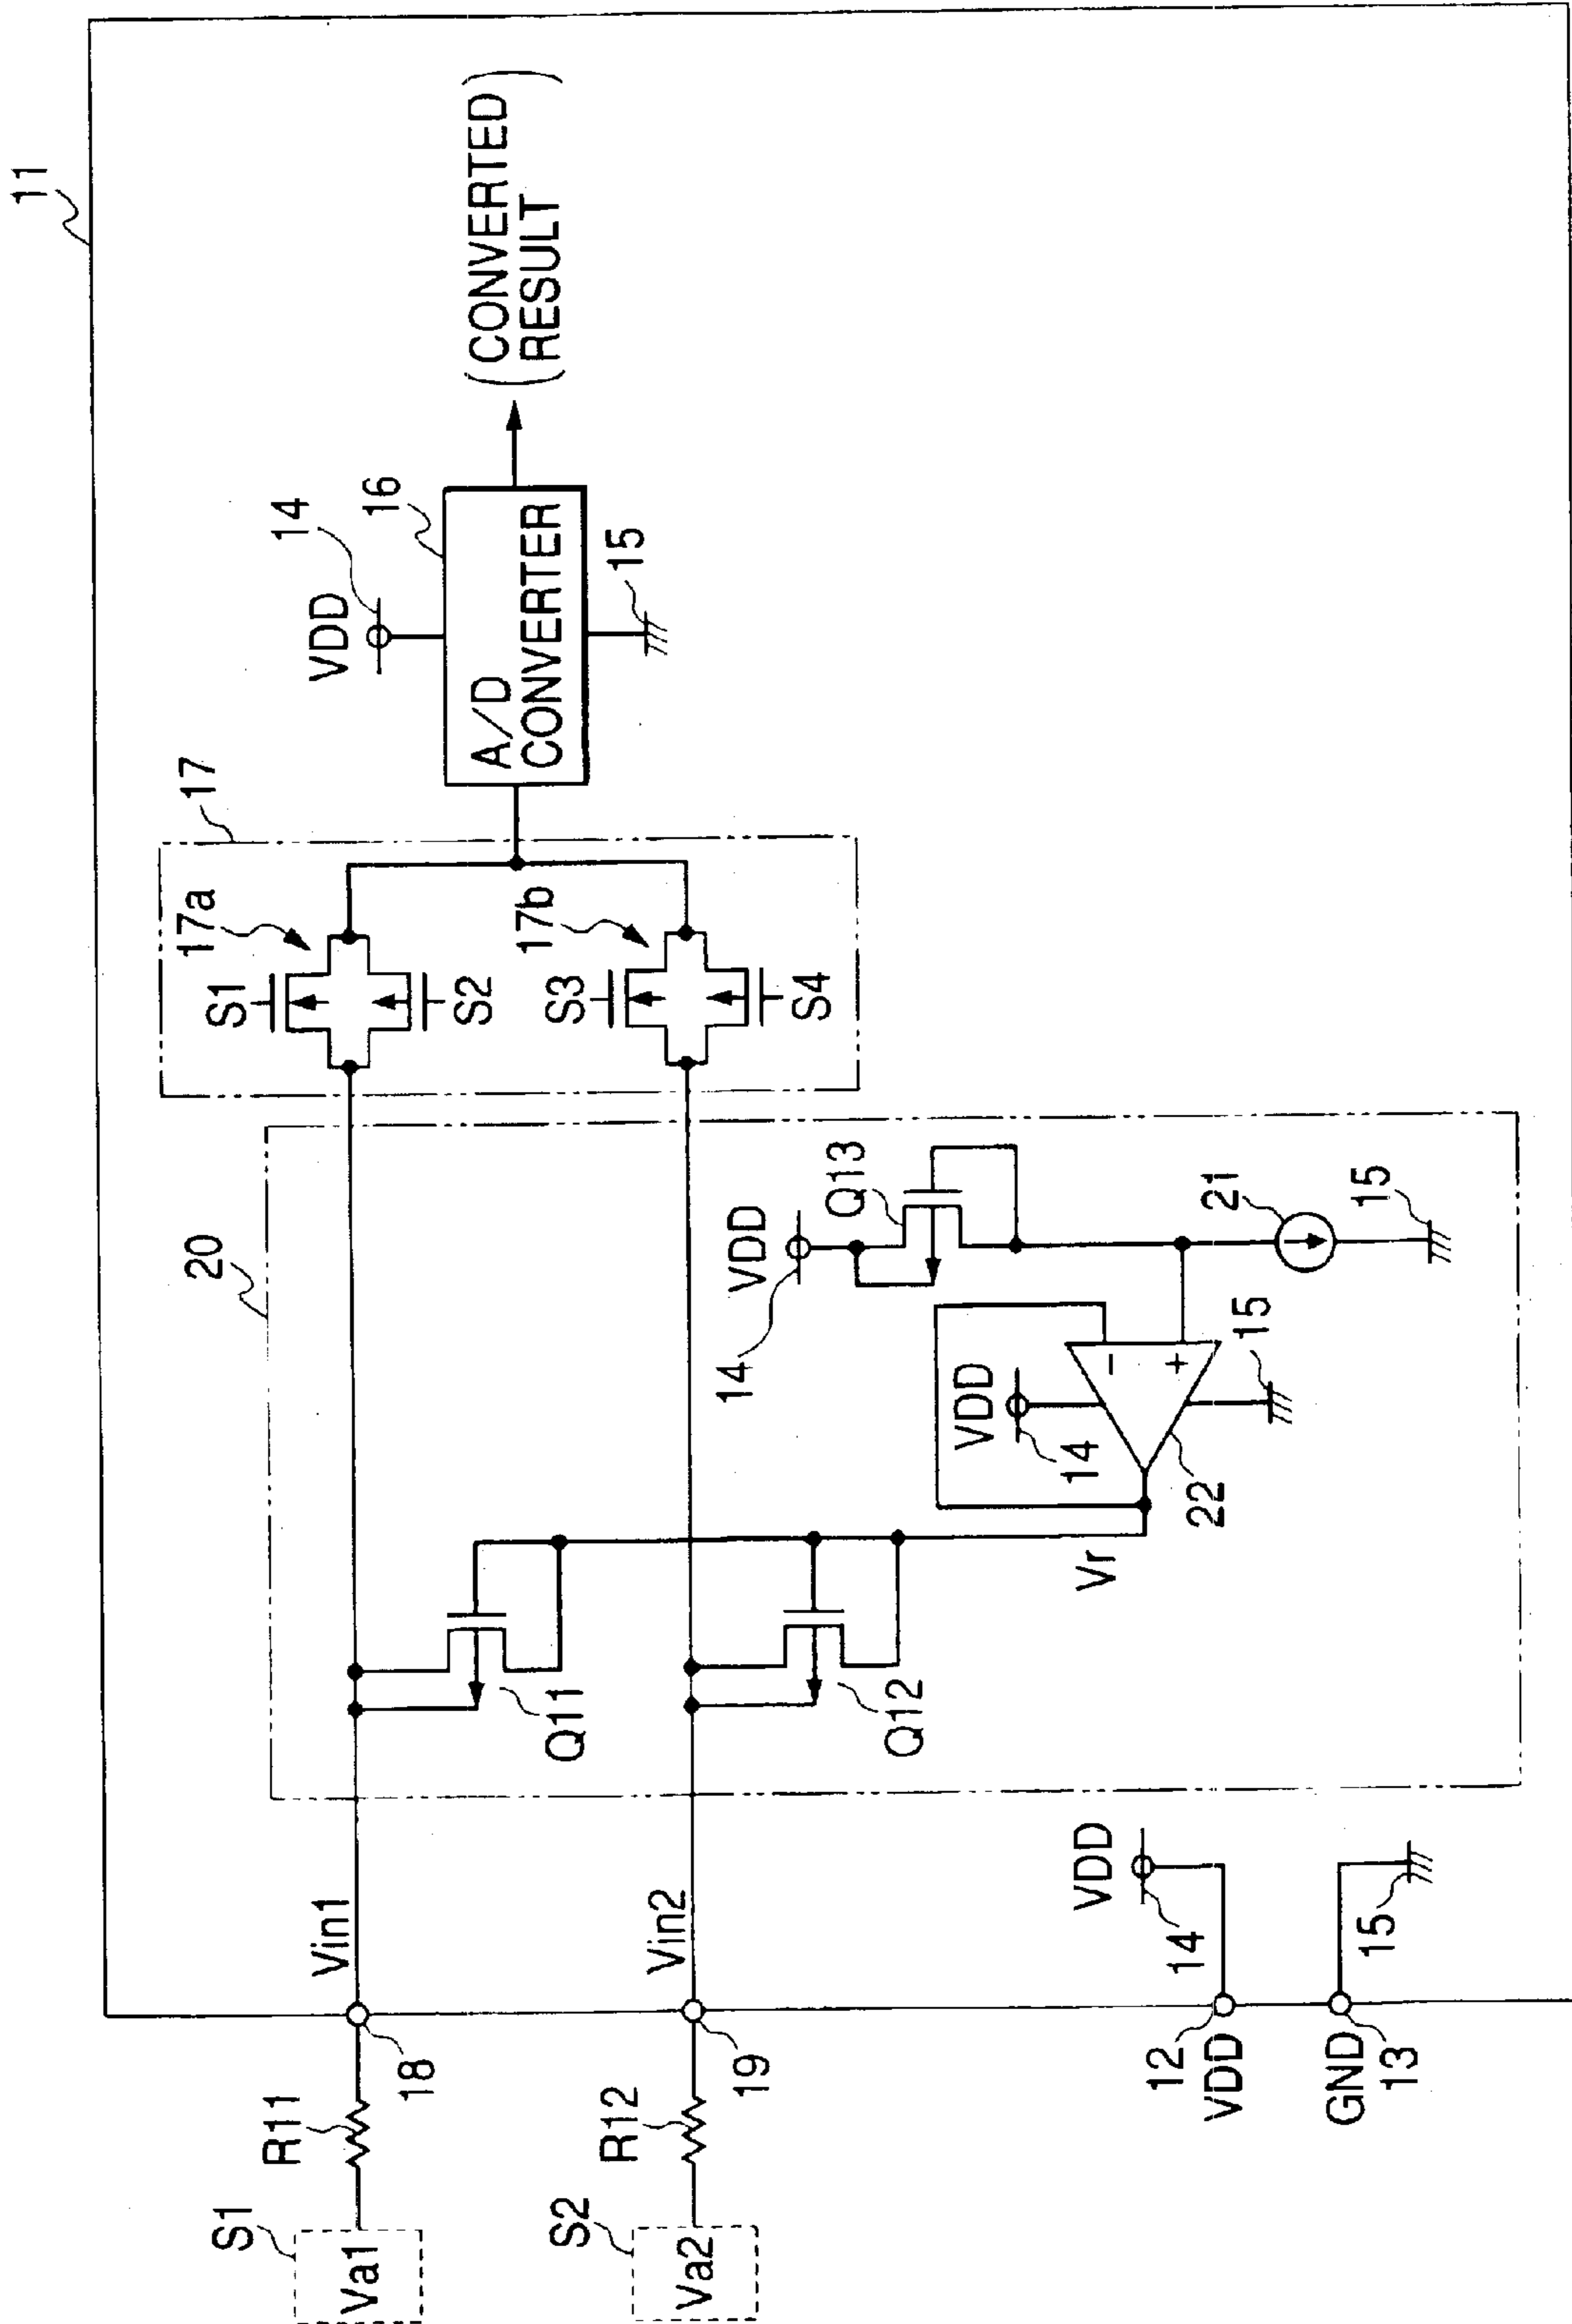 11
14
VDD
16
A/D
CONVERTER
15
(CONVERTED)
(RESULT)
17
17a
S1
S2
17b
S3
S4
20
VDD
14
Q13
21
15
VDD
14
-
+
15
22
Vr
Q11
Q12
Vin1
Vin2
VDD
14
15
18
19
12
VDD
GND
13
R11
R12
S1
Va1
S2
Va2